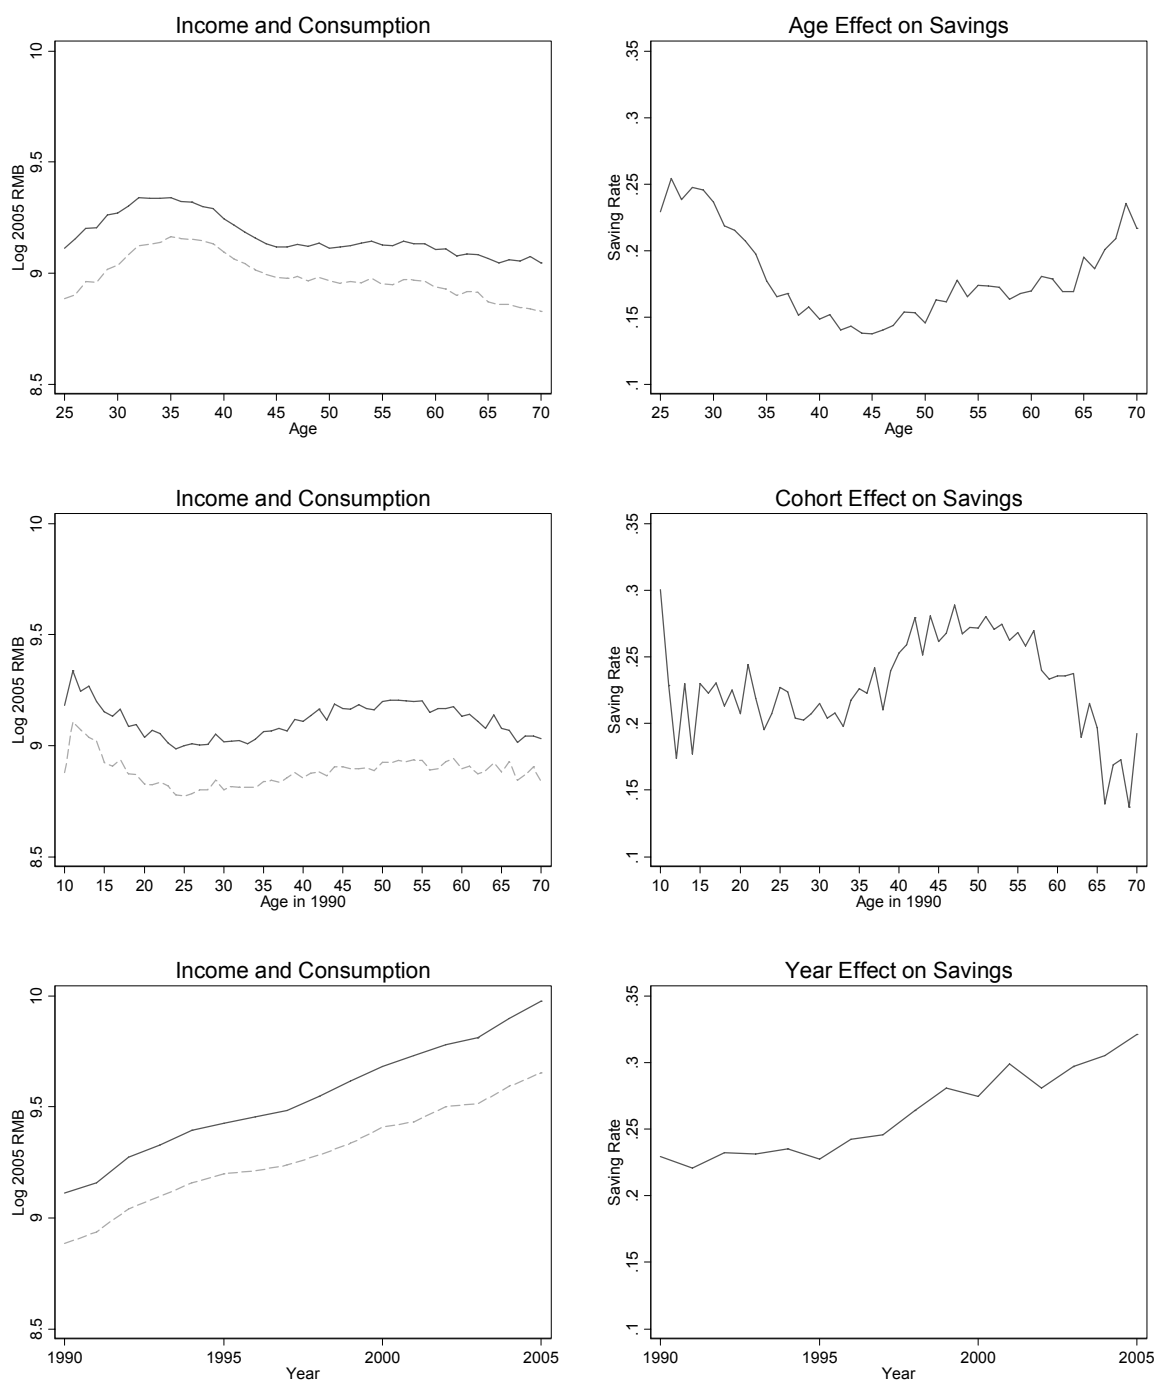 Income and Consumption
Log 2005 RMB
10
9.5
9
8.5
25 30 35 40 45 50 55 60 65 70
Age
Age Effect on Savings
Saving Rate
.35
.3
.25
.2
.15
.1
25 30 35 40 45 50 55 60 65 70
Age
Income and Consumption
Log 2005 RMB
10
9.5
9
8.5
10 15 20 25 30 35 40 45 50 55 60 65 70
Age in 1990
Cohort Effect on Savings
Saving Rate
.35
.3
.25
.2
.15
.1
10 15 20 25 30 35 40 45 50 55 60 65 70
Age in 1990
Income and Consumption
Log 2005 RMB
10
9.5
9
8.5
1990 1995 2000 2005
Year
Year Effect on Savings
Saving Rate
.35
.3
.25
.2
.15
.1
1990 1995 2000 2005
Year